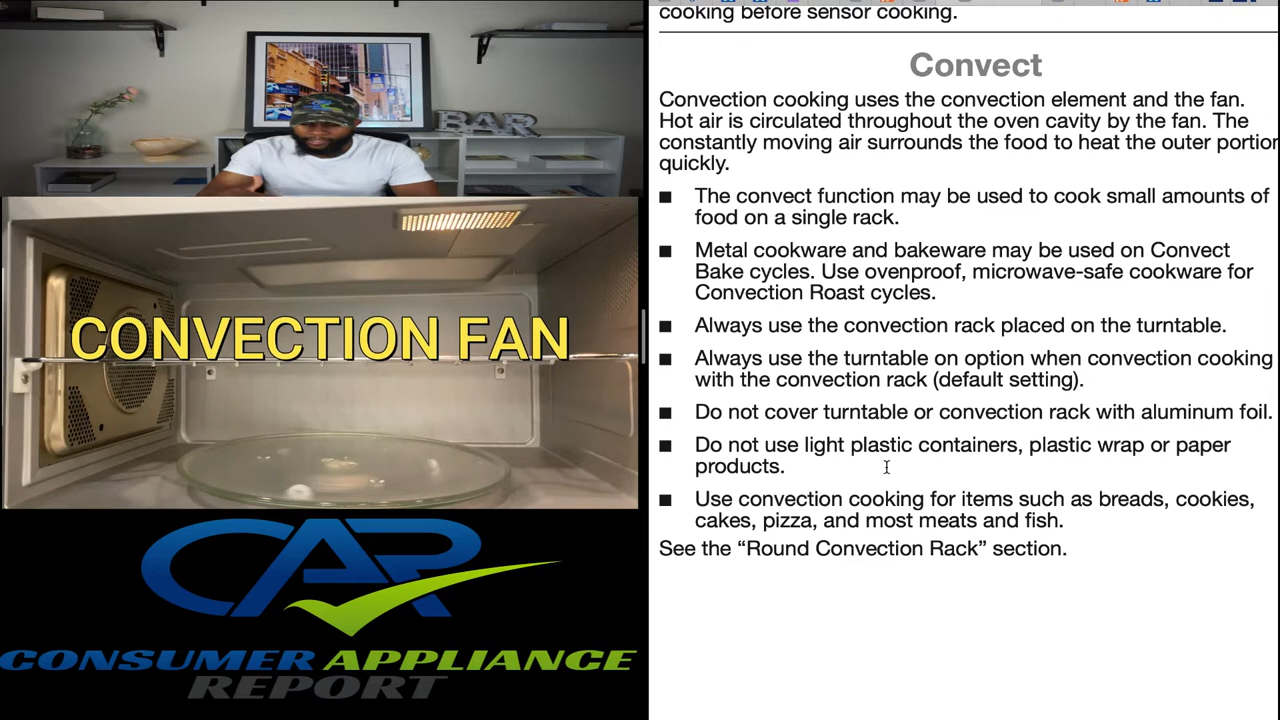 BAR
CONVECTION FAN
CAR
CONSUMER APPLIANCE
REPORT
cooking before sensor cooking.
Convect
Convection cooking uses the convection element and the fan.
Hot air is circulated throughout the oven cavity by the fan. The
constantly moving air surrounds the food to heat the outer portion
quickly.
■ The convect function may be used to cook small amounts of
food on a single rack.
■ Metal cookware and bakeware may be used on Convect
Bake cycles. Use ovenproof, microwave-safe cookware for
Convection Roast cycles.
■ Always use the convection rack placed on the turntable.
■ Always use the turntable on option when convection cooking
with the convection rack (default setting).
■ Do not cover turntable or convection rack with aluminum foil.
■ Do not use light plastic containers, plastic wrap or paper
products.
■ Use convection cooking for items such as breads, cookies,
cakes, pizza, and most meats and fish.
See the “Round Convection Rack” section.